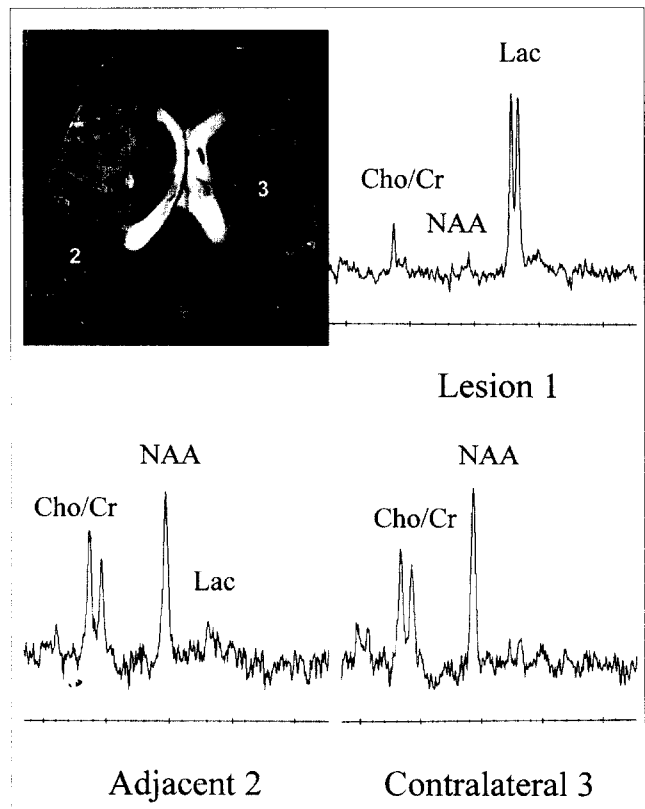 Lac
Cho/Cr
NAA
3
2
Lesion 1
NAA
Cho/Cr
Lac
Adjacent 2
NAA
Cho/Cr
Contralateral 3